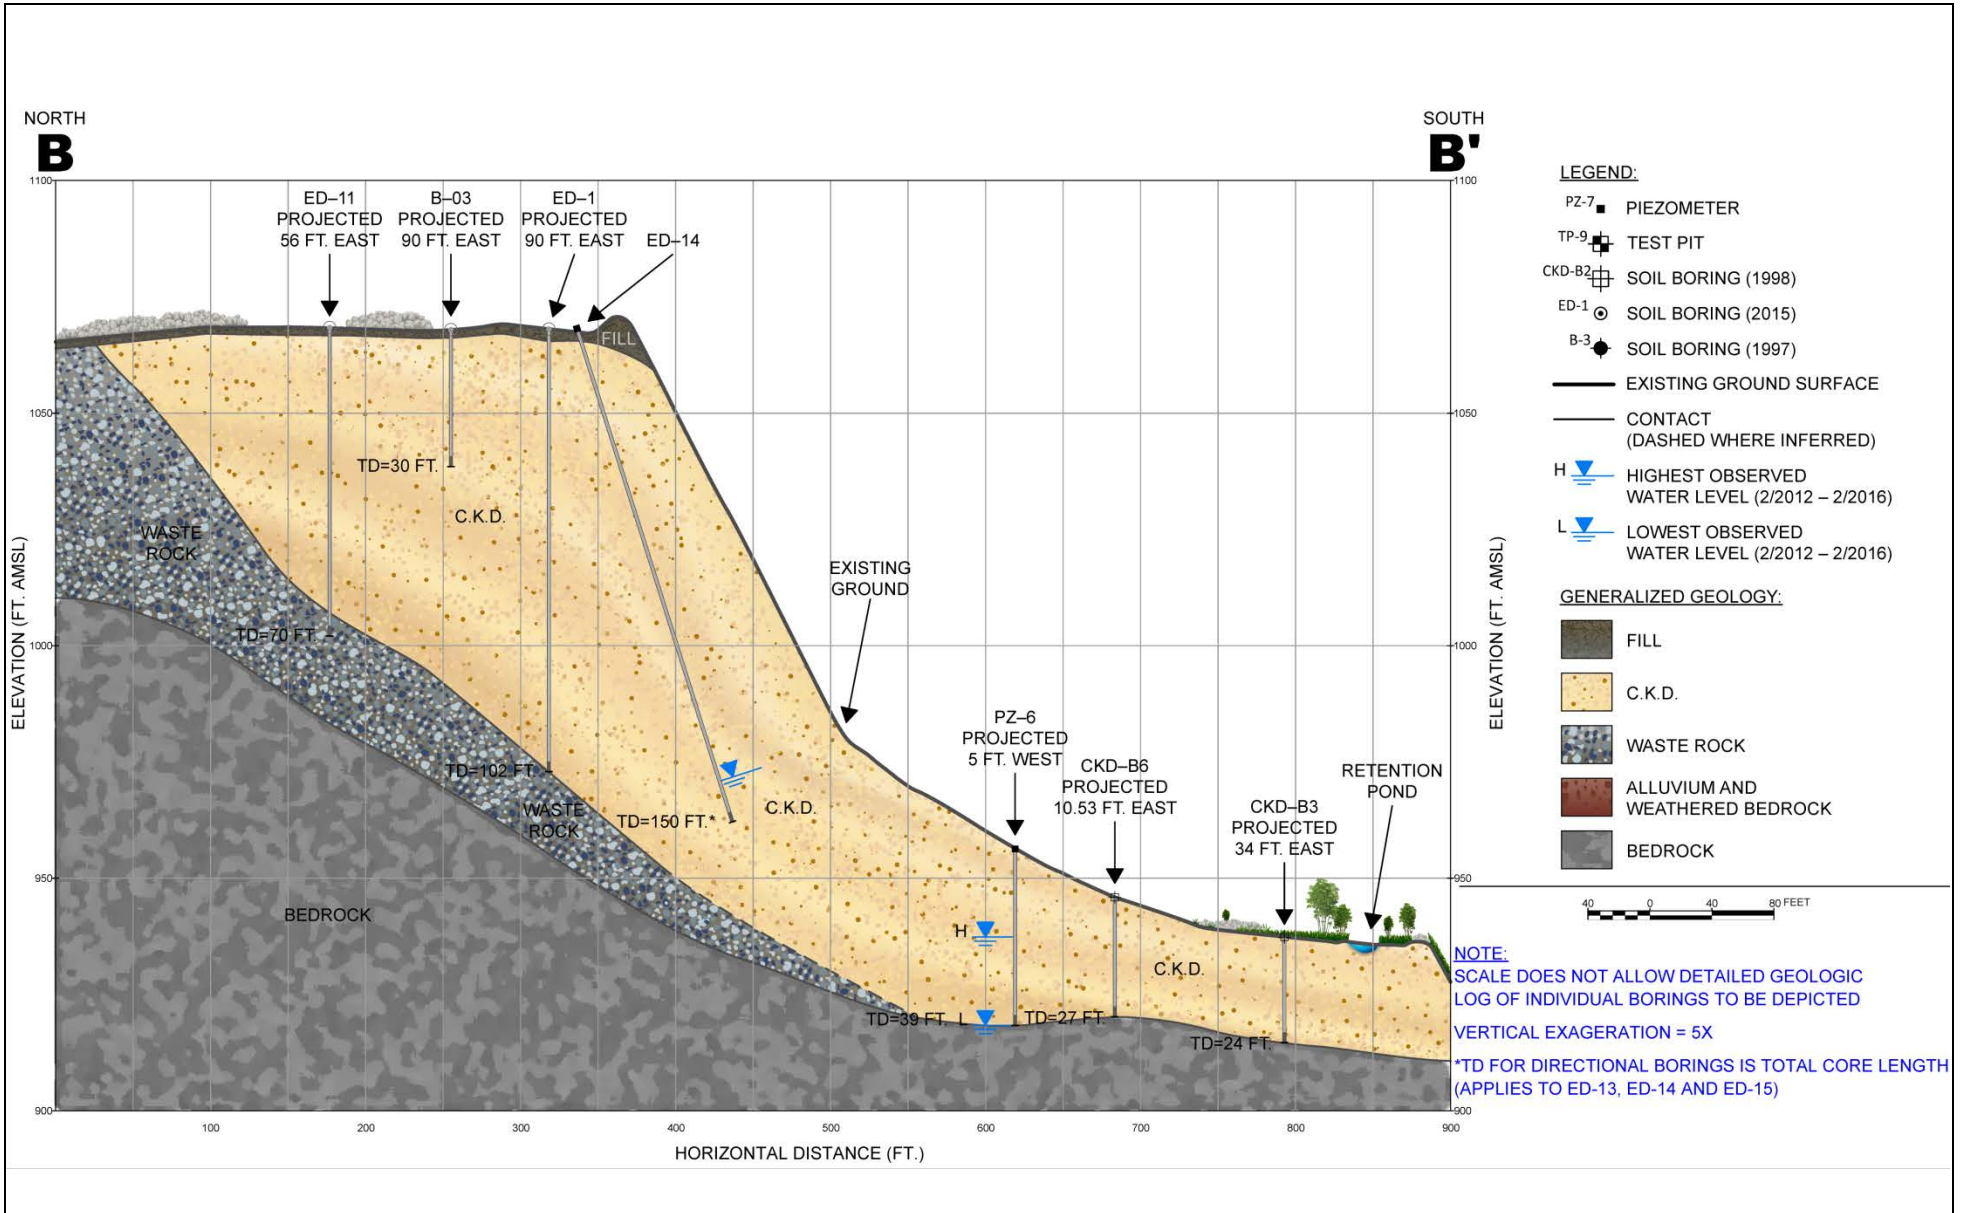 NORTH
B
SOUTH
B'
1100
1050
1000
950
900
ELEVATION (FT. AMSL)
ED–11
PROJECTED
56 FT. EAST
B–03
PROJECTED
90 FT. EAST
ED–1
PROJECTED
90 FT. EAST
ED–14
FILL
TD=30 FT.
C.K.D.
WASTE
ROCK
TD=70 FT.
EXISTING
GROUND
TD=102 FT.
WASTE
ROCK
TD=150 FT.*
C.K.D.
PZ–6
PROJECTED
5 FT. WEST
CKD–B6
PROJECTED
10.53 FT. EAST
CKD–B3
PROJECTED
34 FT. EAST
RETENTION
POND
BEDROCK
H
C.K.D.
TD=39 FT.
L
TD=27 FT.
TD=24 FT.
1100
1050
1000
950
900
ELEVATION (FT. AMSL)
100
200
300
400
500
600
700
800
900
HORIZONTAL DISTANCE (FT.)
LEGEND:
PZ-7 PIEZOMETER
TP-9 TEST PIT
CKD-B2 SOIL BORING (1998)
ED-1 SOIL BORING (2015)
B-3 SOIL BORING (1997)
EXISTING GROUND SURFACE
CONTACT
(DASHED WHERE INFERRED)
H HIGHEST OBSERVED
WATER LEVEL (2/2012 – 2/2016)
L LOWEST OBSERVED
WATER LEVEL (2/2012 – 2/2016)
GENERALIZED GEOLOGY:
FILL
C.K.D.
WASTE ROCK
ALLUVIUM AND
WEATHERED BEDROCK
BEDROCK
40 0 40 80 FEET
NOTE:
SCALE DOES NOT ALLOW DETAILED GEOLOGIC
LOG OF INDIVIDUAL BORINGS TO BE DEPICTED
VERTICAL EXAGERATION = 5X
*TD FOR DIRECTIONAL BORINGS IS TOTAL CORE LENGTH
(APPLIES TO ED-13, ED-14 AND ED-15)